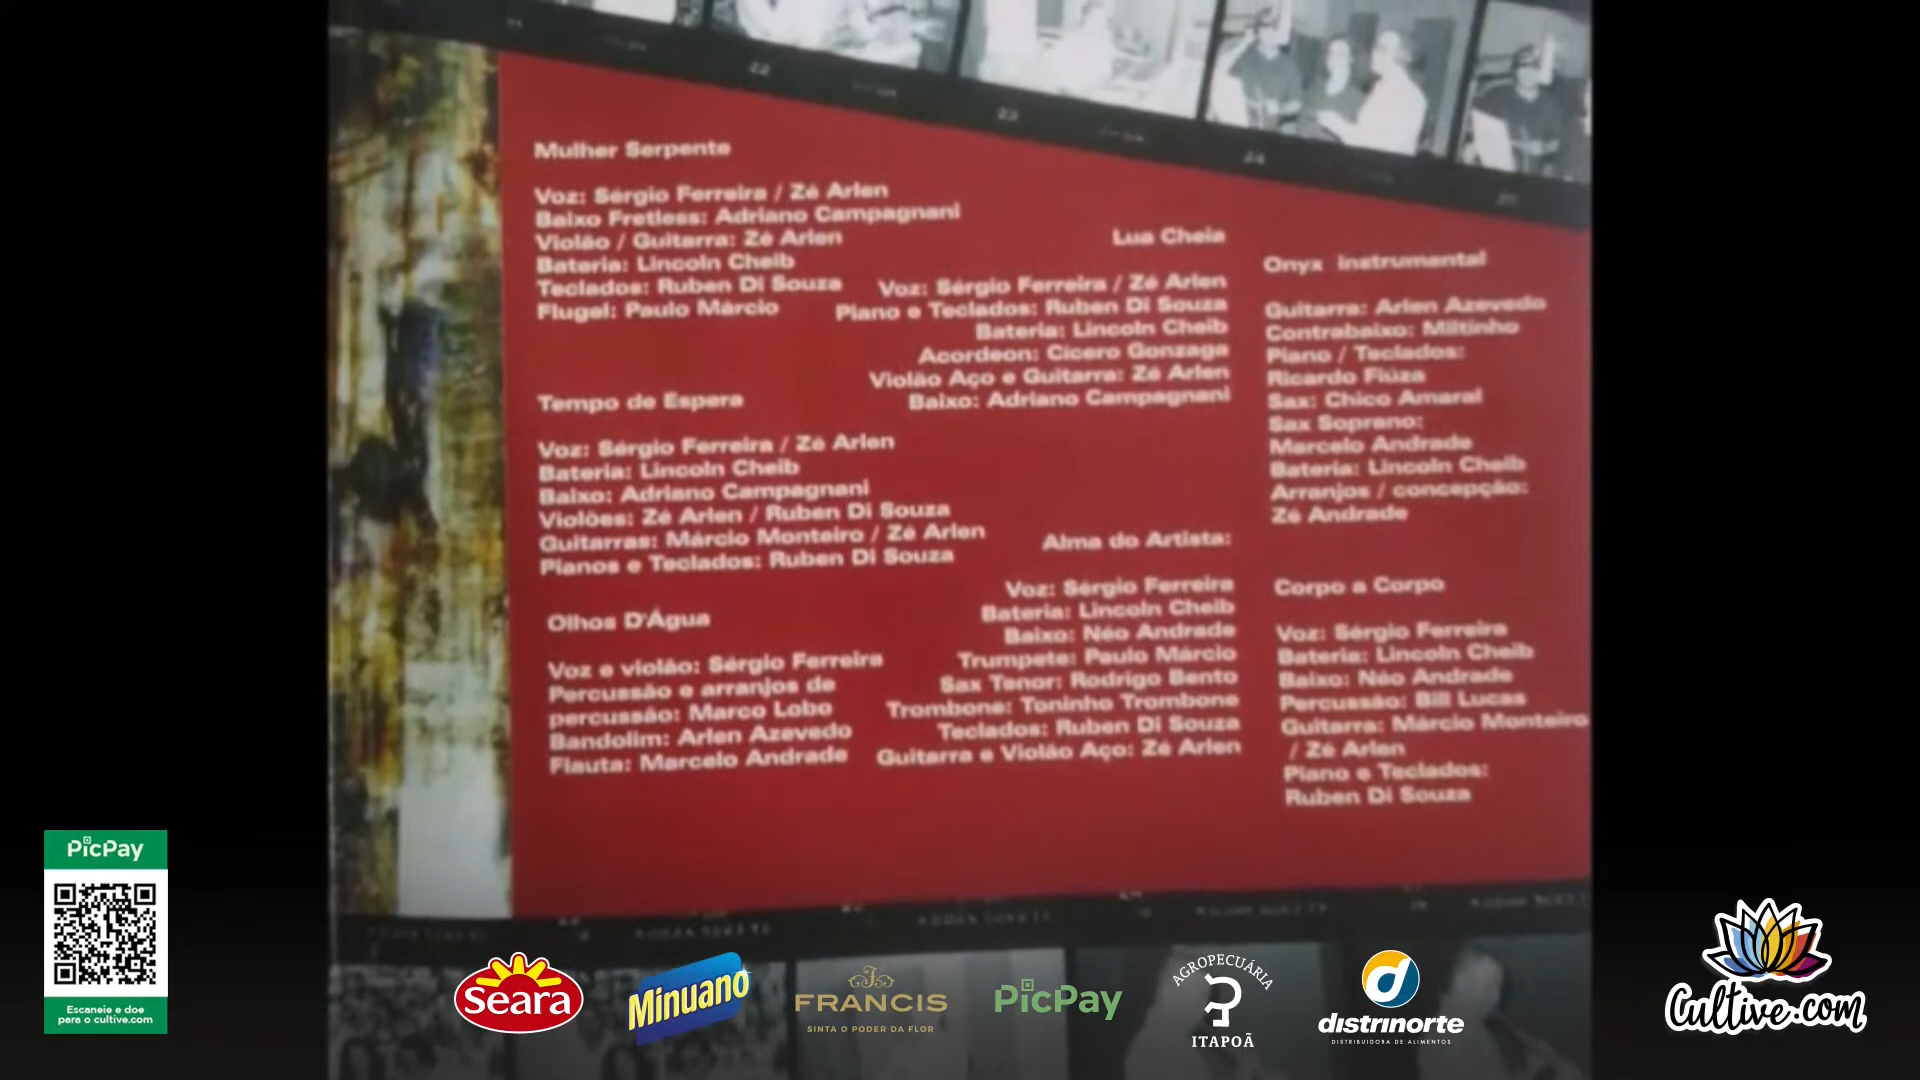 22
23
24
Mulher Serpente
Voz: Sérgio Ferreira / Zé Arlen
Baixo Fretless: Adriano Campagnani
Violão / Guitarra: Zé Arlen
Bateria: Lincoln Cheib
Teclados: Ruben Di Souza
Flugel: Paulo Márcio
Tempo de Espera
Voz: Sérgio Ferreira / Zé Arlen
Bateria: Lincoln Cheib
Baixo: Adriano Campagnani
Violões: Zé Arlen / Ruben Di Souza
Guitarras: Márcio Monteiro / Zé Arlen
Pianos e Teclados: Ruben Di Souza
Olhos D'Água
Voz e violão: Sérgio Ferreira
Percussão e arranjos de
percussão: Marco Lobo
Bandolim: Arlen Azevedo
Flauta: Marcelo Andrade
Lua Cheia
Voz: Sérgio Ferreira / Zé Arlen
Piano e Teclados: Ruben Di Souza
Bateria: Lincoln Cheib
Acordeon: Cicero Gonzaga
Violão Aço e Guitarra: Zé Arlen
Baixo: Adriano Campagnani
Alma do Artista:
Voz: Sérgio Ferreira
Bateria: Lincoln Cheib
Baixo: Néo Andrade
Trumpete: Paulo Márcio
Sax Tenor: Rodrigo Bento
Trombone: Toninho Trombone
Teclados: Ruben Di Souza
Guitarra e Violão Aço: Zé Arlen
Onyx instrumental
Guitarra: Arlen Azevedo
Contrabaixo: Miltinho
Piano / Teclados:
Ricardo Fiúza
Sax: Chico Amaral
Sax Soprano:
Marcelo Andrade
Bateria: Lincoln Cheib
Arranjos / concepção:
Zé Andrade
Corpo a Corpo
Voz: Sérgio Ferreira
Bateria: Lincoln Cheib
Baixo: Néo Andrade
Percussão: Bill Lucas
Guitarra: Márcio Monteiro
/ Zé Arlen
Piano e Teclados:
Ruben Di Souza
PicPay
Escaneie e doe
para o cultive.com
Seara
Minuano
FRANCIS
SINTA O PODER DA FLOR
PicPay
AGROPECUÁRIA
ITAPOÃ
distrinorte
DISTRIBUIDORA DE ALIMENTOS
Cultive.com